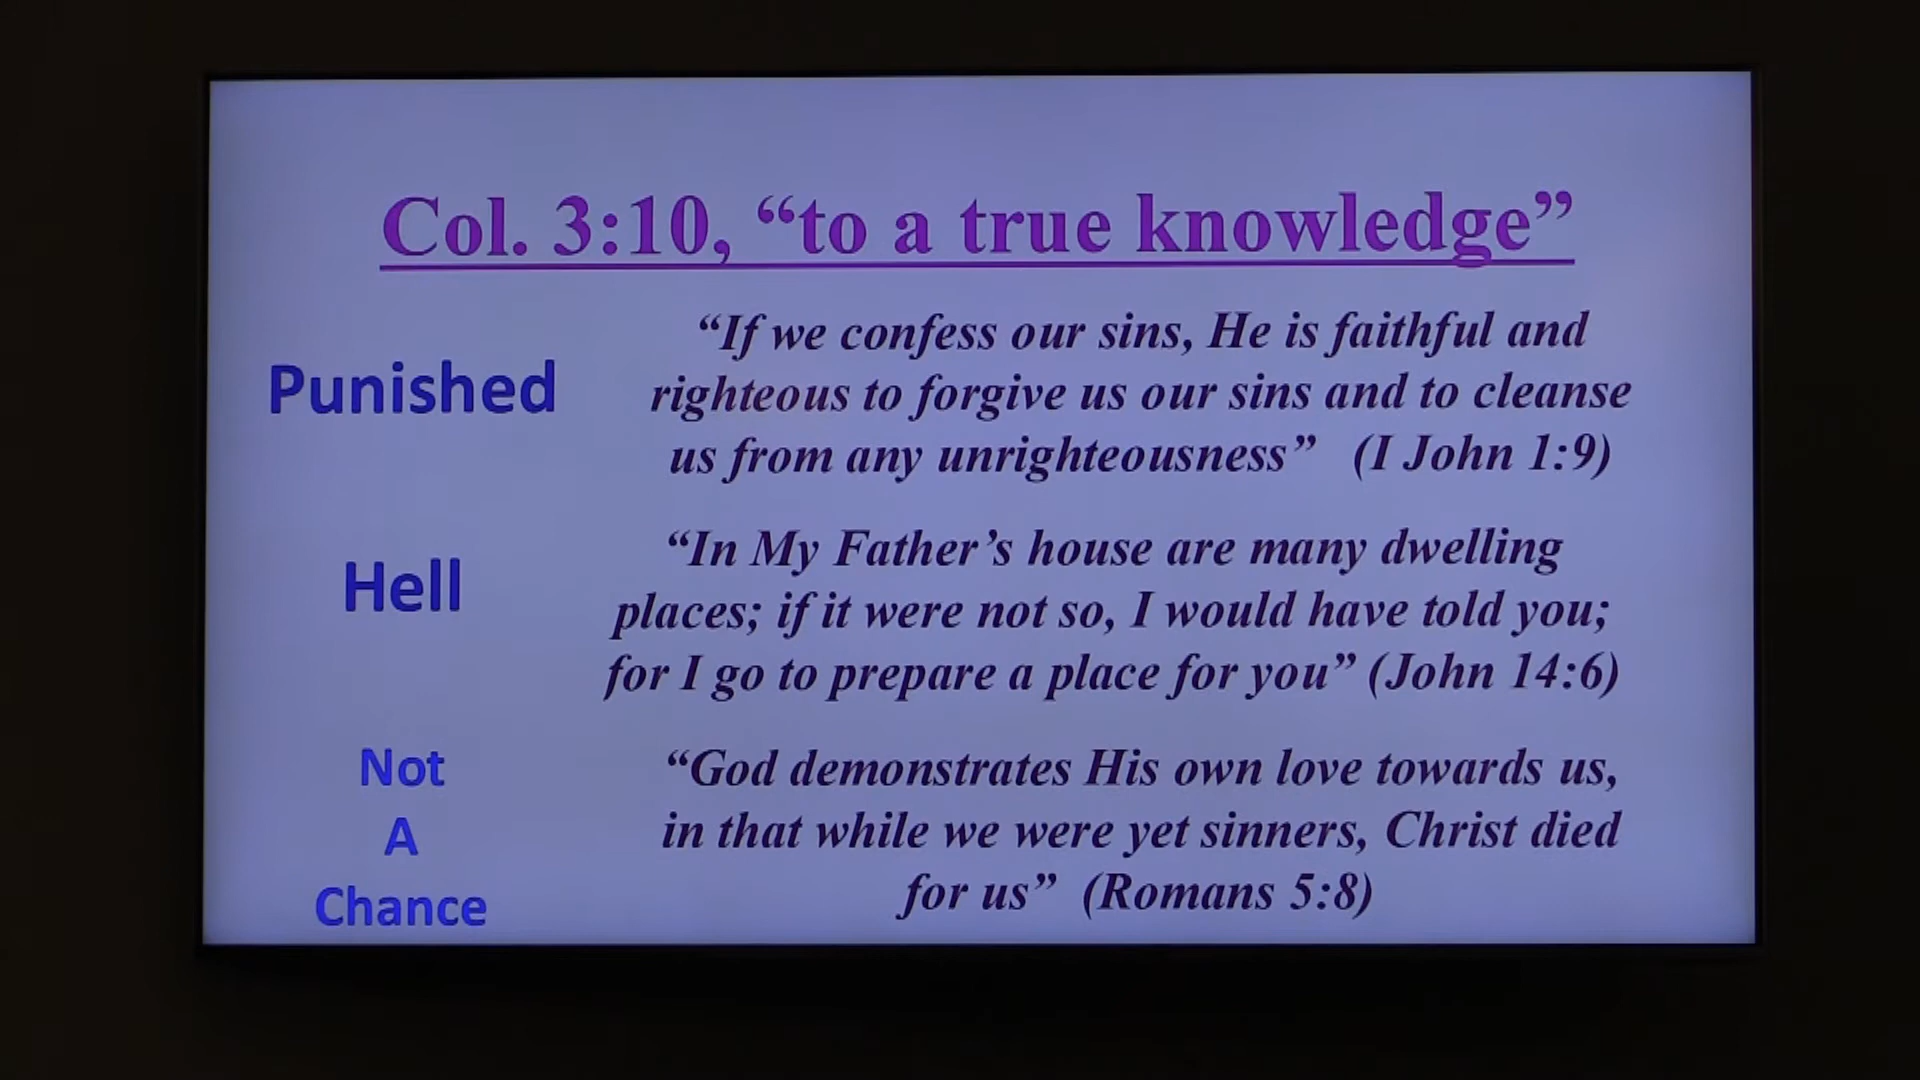 Col. 3:10, “to a true knowledge”
Punished
“If we confess our sins, He is faithful and
righteous to forgive us our sins and to cleanse
us from any unrighteousness” (I John 1:9)
Hell
“In My Father’s house are many dwelling
places; if it were not so, I would have told you;
for I go to prepare a place for you” (John 14:6)
Not
A
Chance
“God demonstrates His own love towards us,
in that while we were yet sinners, Christ died
for us” (Romans 5:8)